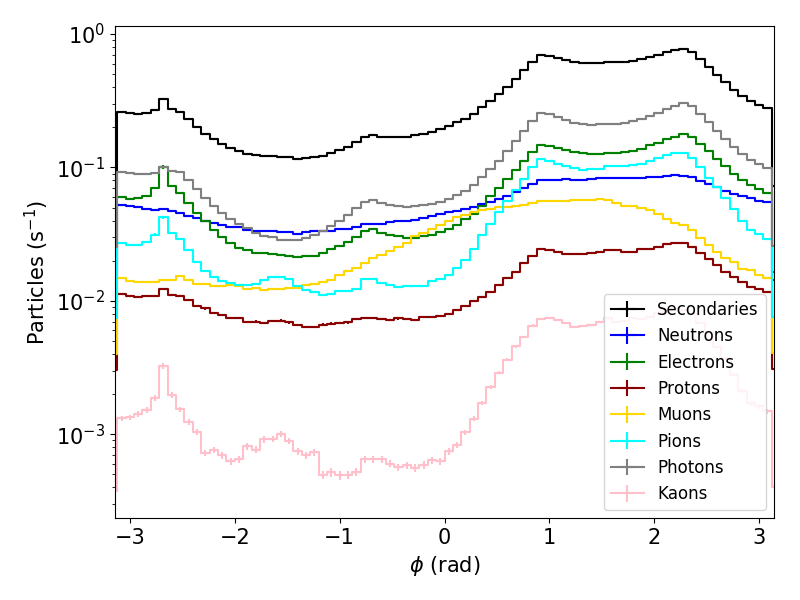 Particles (s⁻¹)
10⁰
10⁻¹
10⁻²
10⁻³
−3 −2 −1 0 1 2 3
ϕ (rad)
Secondaries
Neutrons
Electrons
Protons
Muons
Pions
Photons
Kaons